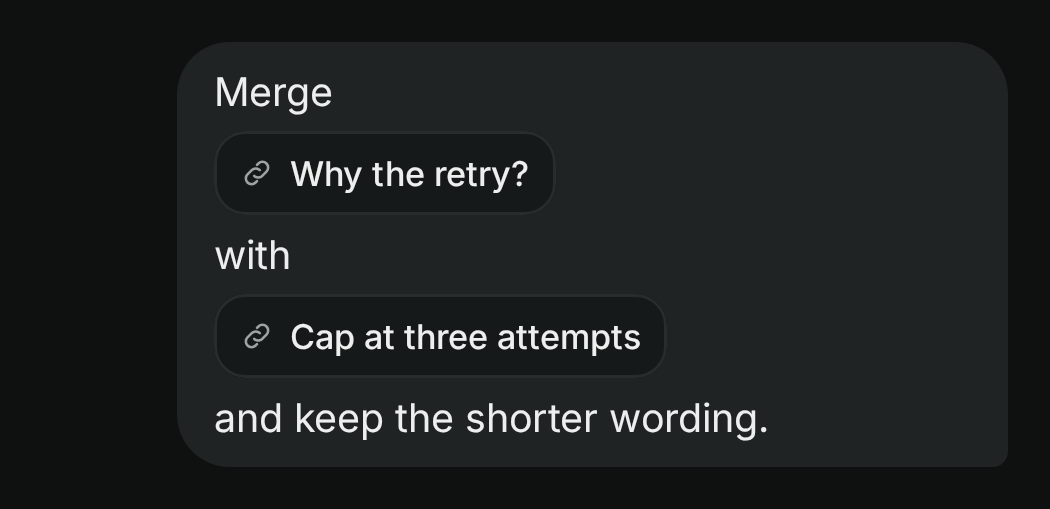 Merge
Why the retry?
with
Cap at three attempts
and keep the shorter wording.